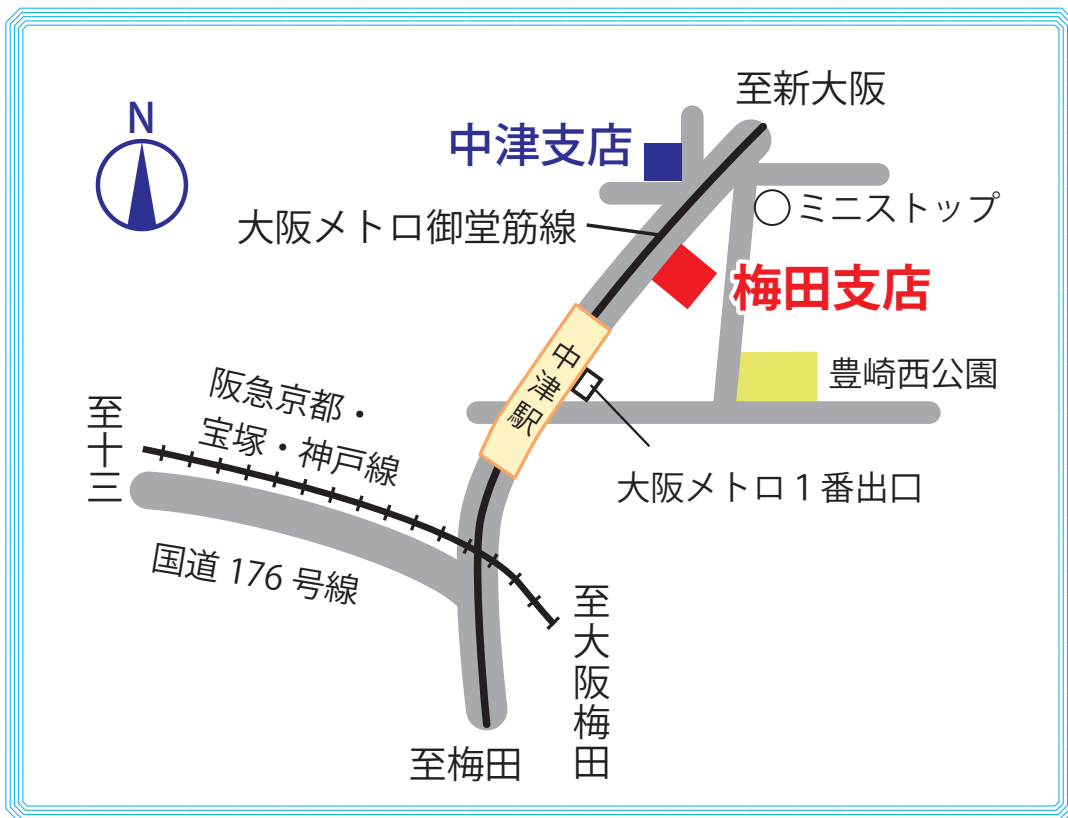 N
至新大阪
中津支店
ミニストップ
大阪メトロ御堂筋線
梅田支店
中津駅
豊崎西公園
阪急京都・
宝塚・神戸線
至十三
大阪メトロ1番出口
国道176号線
至大阪梅田
至梅田